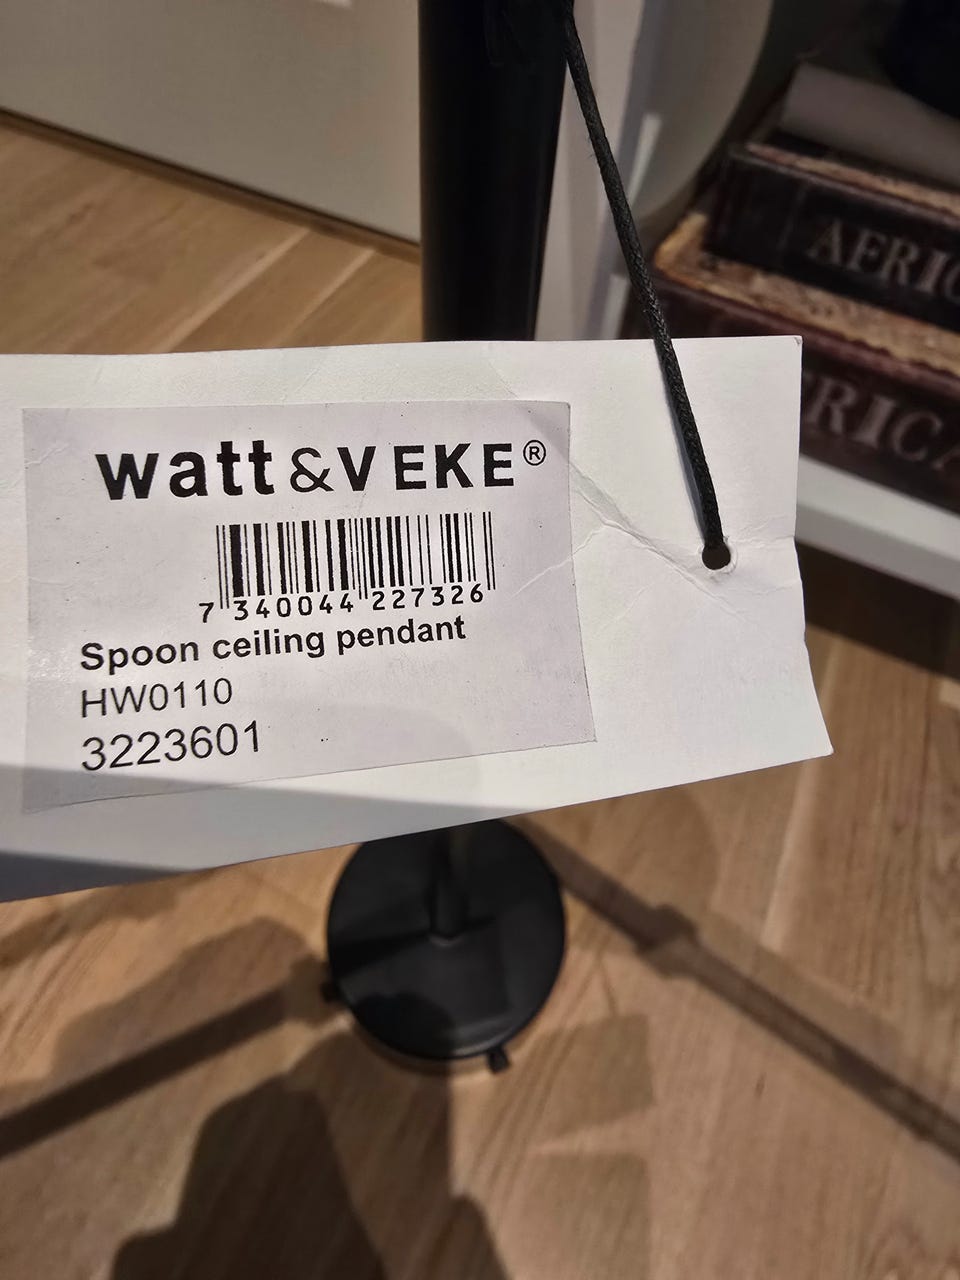 AFRIC
RICA
watt&VEKE®
7 340044 227326
Spoon ceiling pendant
HW0110
3223601